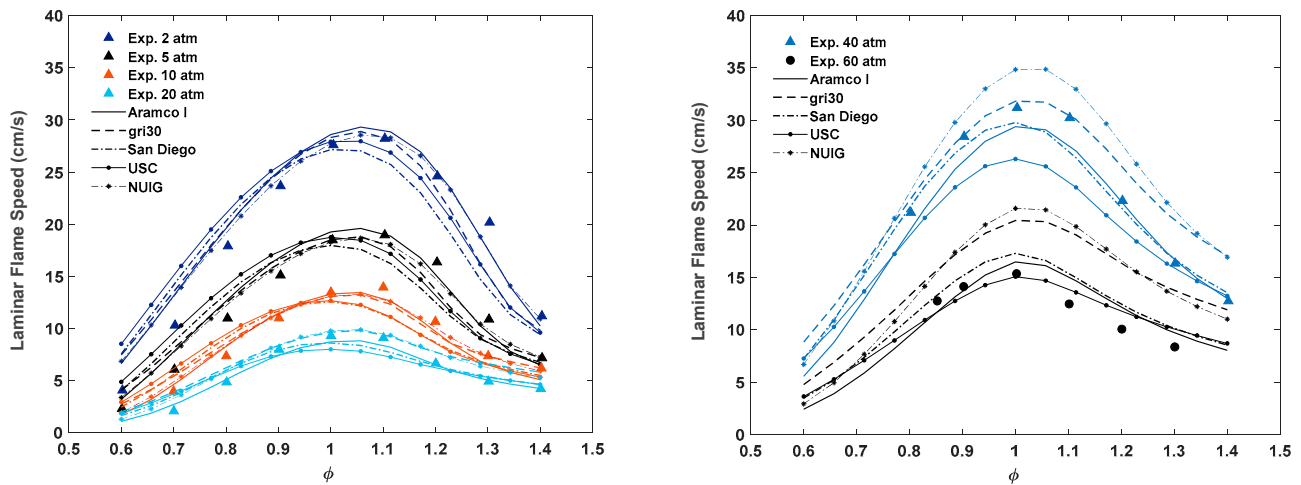 40
35
30
25
20
15
10
5
0
Laminar Flame Speed (cm/s)
Exp. 2 atm
Exp. 5 atm
Exp. 10 atm
Exp. 20 atm
Aramco I
gri30
San Diego
USC
NUIG
0.5 0.6 0.7 0.8 0.9 1 1.1 1.2 1.3 1.4 1.5
ϕ
40
35
30
25
20
15
10
5
0
Laminar Flame Speed (cm/s)
Exp. 40 atm
Exp. 60 atm
Aramco I
gri30
San Diego
USC
NUIG
0.5 0.6 0.7 0.8 0.9 1 1.1 1.2 1.3 1.4 1.5
ϕ